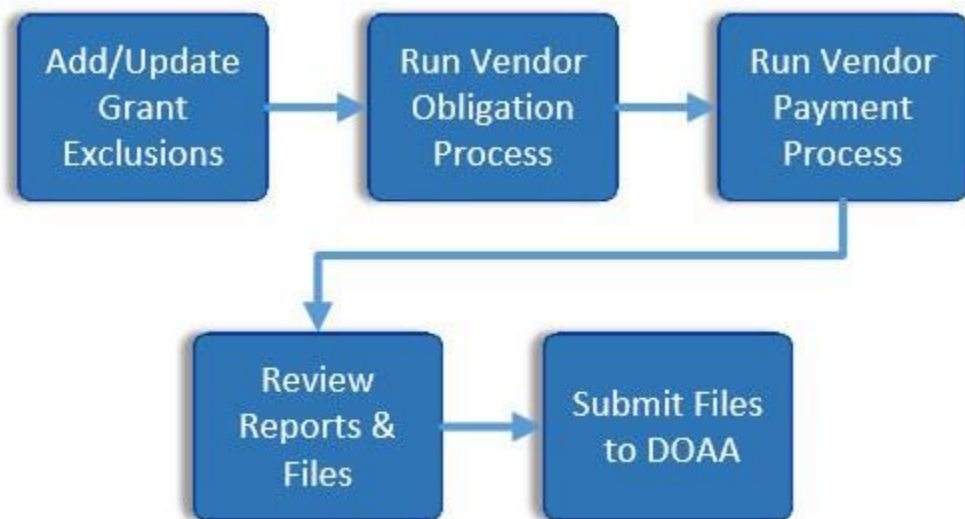 Add/Update
Grant
Exclusions
Run Vendor
Obligation
Process
Run Vendor
Payment
Process
Review
Reports &
Files
Submit Files
to DOAA